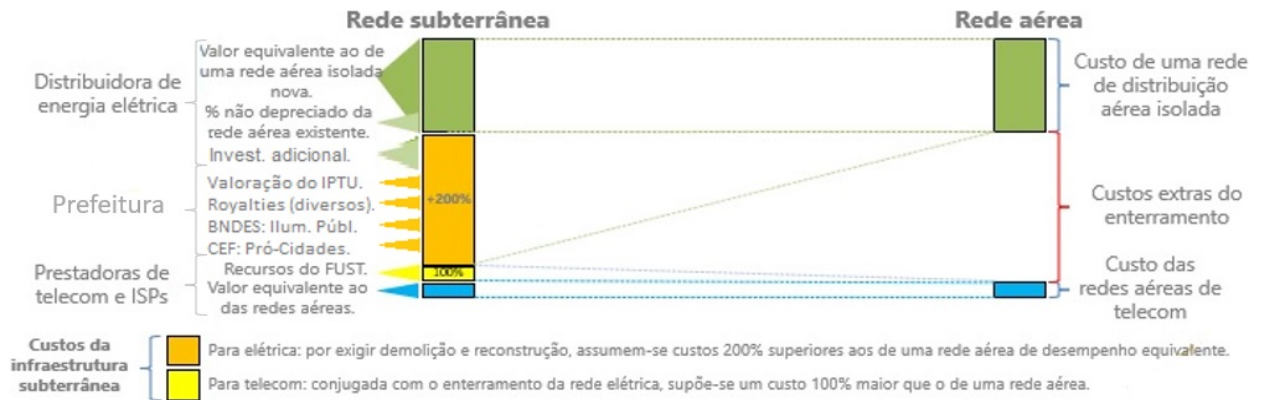 Rede subterrânea
Rede aérea
Distribuidora de
energia elétrica
Valor equivalente ao de
uma rede aérea isolada
nova.
% não depreciado da
rede aérea existente.
Invest. adicional.
Prefeitura
Valoração do IPTU.
Royalties (diversos).
BNDES: Ilum. Públ.
CEF: Pró-Cidades.
Prestadoras de
telecom e ISPs
Recursos do FUST.
Valor equivalente ao
das redes aéreas.
+200%
100%
Custo de uma rede
de distribuição
aérea isolada
Custos extras do
enterramento
Custo das
redes aéreas de
telecom
Custos da
infraestrutura
subterrânea
Para elétrica: por exigir demolição e reconstrução, assumem-se custos 200% superiores aos de uma rede aérea de desempenho equivalente.
Para telecom: conjugada com o enterramento da rede elétrica, supõe-se um custo 100% maior que o de uma rede aérea.